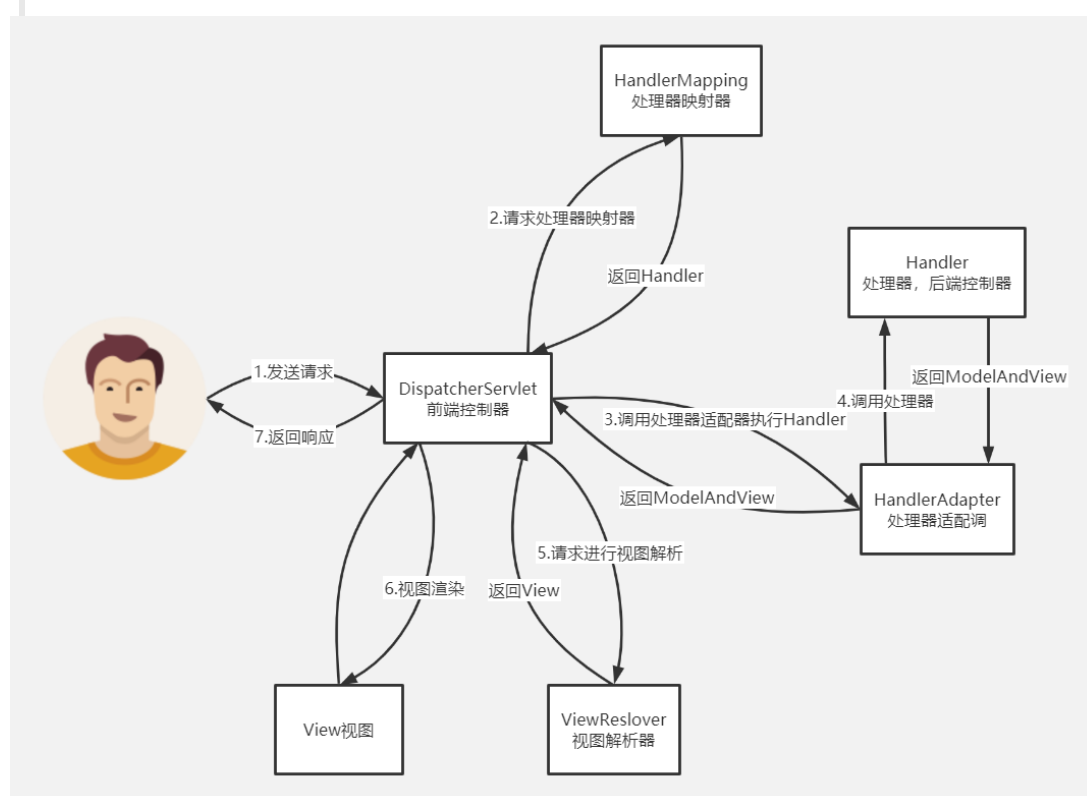 HandlerMapping
处理器映射器
2.请求处理器映射器
返回Handler
Handler
处理器，后端控制器
1.发送请求
DispatcherServlet
前端控制器
返回ModelAndView
4.调用处理器
3.调用处理器适配器执行Handler
7.返回响应
返回ModelAndView
HandlerAdapter
处理器适配调
5.请求进行视图解析
6.视图渲染
返回View
View视图
ViewReslover
视图解析器